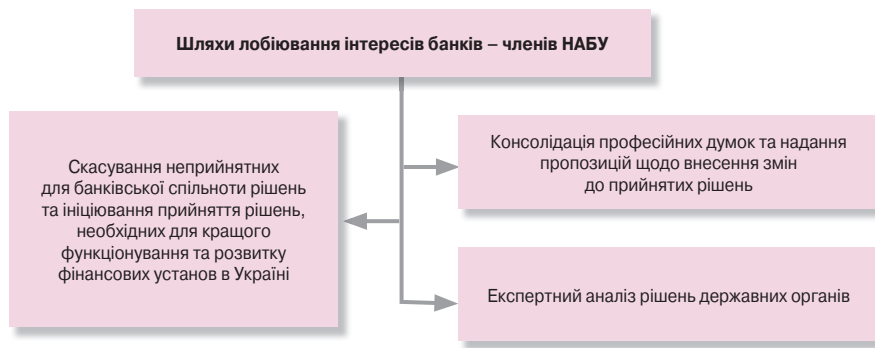 Шляхи лобіювання інтересів банків – членів НАБУ
Скасування неприйнятних
для банківської спільноти рішень
та ініціювання прийняття рішень,
необхідних для кращого
функціонування та розвитку
фінансових установ в Україні
Консолідація професійних думок та надання
пропозицій щодо внесення змін
до прийнятих рішень
Експертний аналіз рішень державних органів